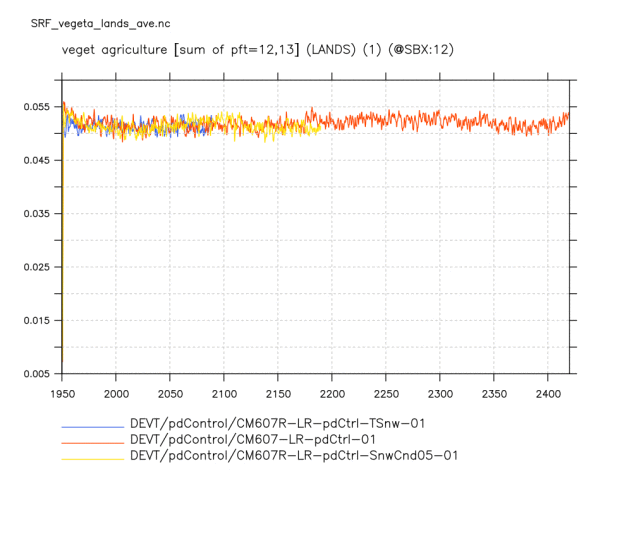 SRF_vegeta_lands_ave.nc
veget agriculture [sum of pft=12,13] (LANDS) (1) (@SBX:12)
0.055
0.045
0.035
0.025
0.015
0.005
1950 2000 2050 2100 2150 2200 2250 2300 2350 2400
DEVT/pdControl/CM607R-LR-pdCtrl-TSnw-01
DEVT/pdControl/CM607-LR-pdCtrl-01
DEVT/pdControl/CM607R-LR-pdCtrl-SnwCnd05-01